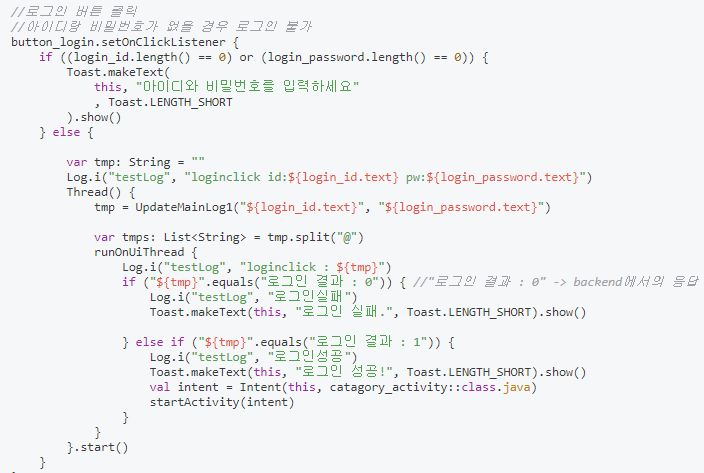 //로그인 버튼 클릭
//아이디랑 비밀번호가 없을 경우 로그인 불가
button_login.setOnClickListener {
    if ((login_id.length() == 0) or (login_password.length() == 0)) {
        Toast.makeText(
            this, "아이디와 비밀번호를 입력하세요"
            , Toast.LENGTH_SHORT
        ).show()
    } else {

        var tmp: String = ""
        Log.i("testLog", "loginclick id:${login_id.text} pw:${login_password.text}")
        Thread() {
            tmp = UpdateMainLog1("${login_id.text}", "${login_password.text}")

            var tmps: List<String> = tmp.split("@")
            runOnUiThread {
                Log.i("testLog", "loginclick : ${tmp}")
                if ("${tmp}".equals("로그인 결과 : 0")) { //"로그인 결과 : 0" -> backend에서의 응답
                    Log.i("testLog", "로그인실패")
                    Toast.makeText(this, "로그인 실패.", Toast.LENGTH_SHORT).show()

                } else if ("${tmp}".equals("로그인 결과 : 1")) {
                    Log.i("testLog", "로그인성공")
                    Toast.makeText(this, "로그인 성공!", Toast.LENGTH_SHORT).show()
                    val intent = Intent(this, catagory_activity::class.java)
                    startActivity(intent)
                }
            }
        }.start()
    }